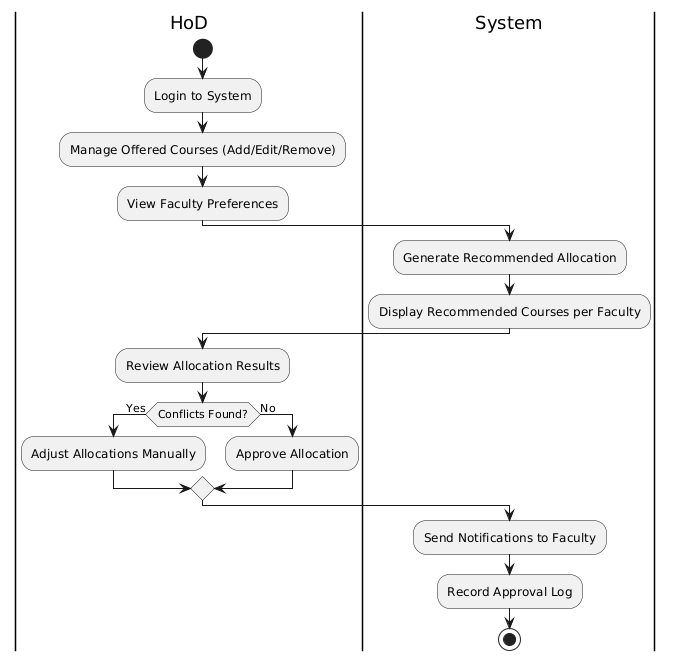 HoD
System
Login to System
Manage Offered Courses (Add/Edit/Remove)
View Faculty Preferences
Generate Recommended Allocation
Display Recommended Courses per Faculty
Review Allocation Results
Yes
Conflicts Found?
No
Adjust Allocations Manually
Approve Allocation
Send Notifications to Faculty
Record Approval Log